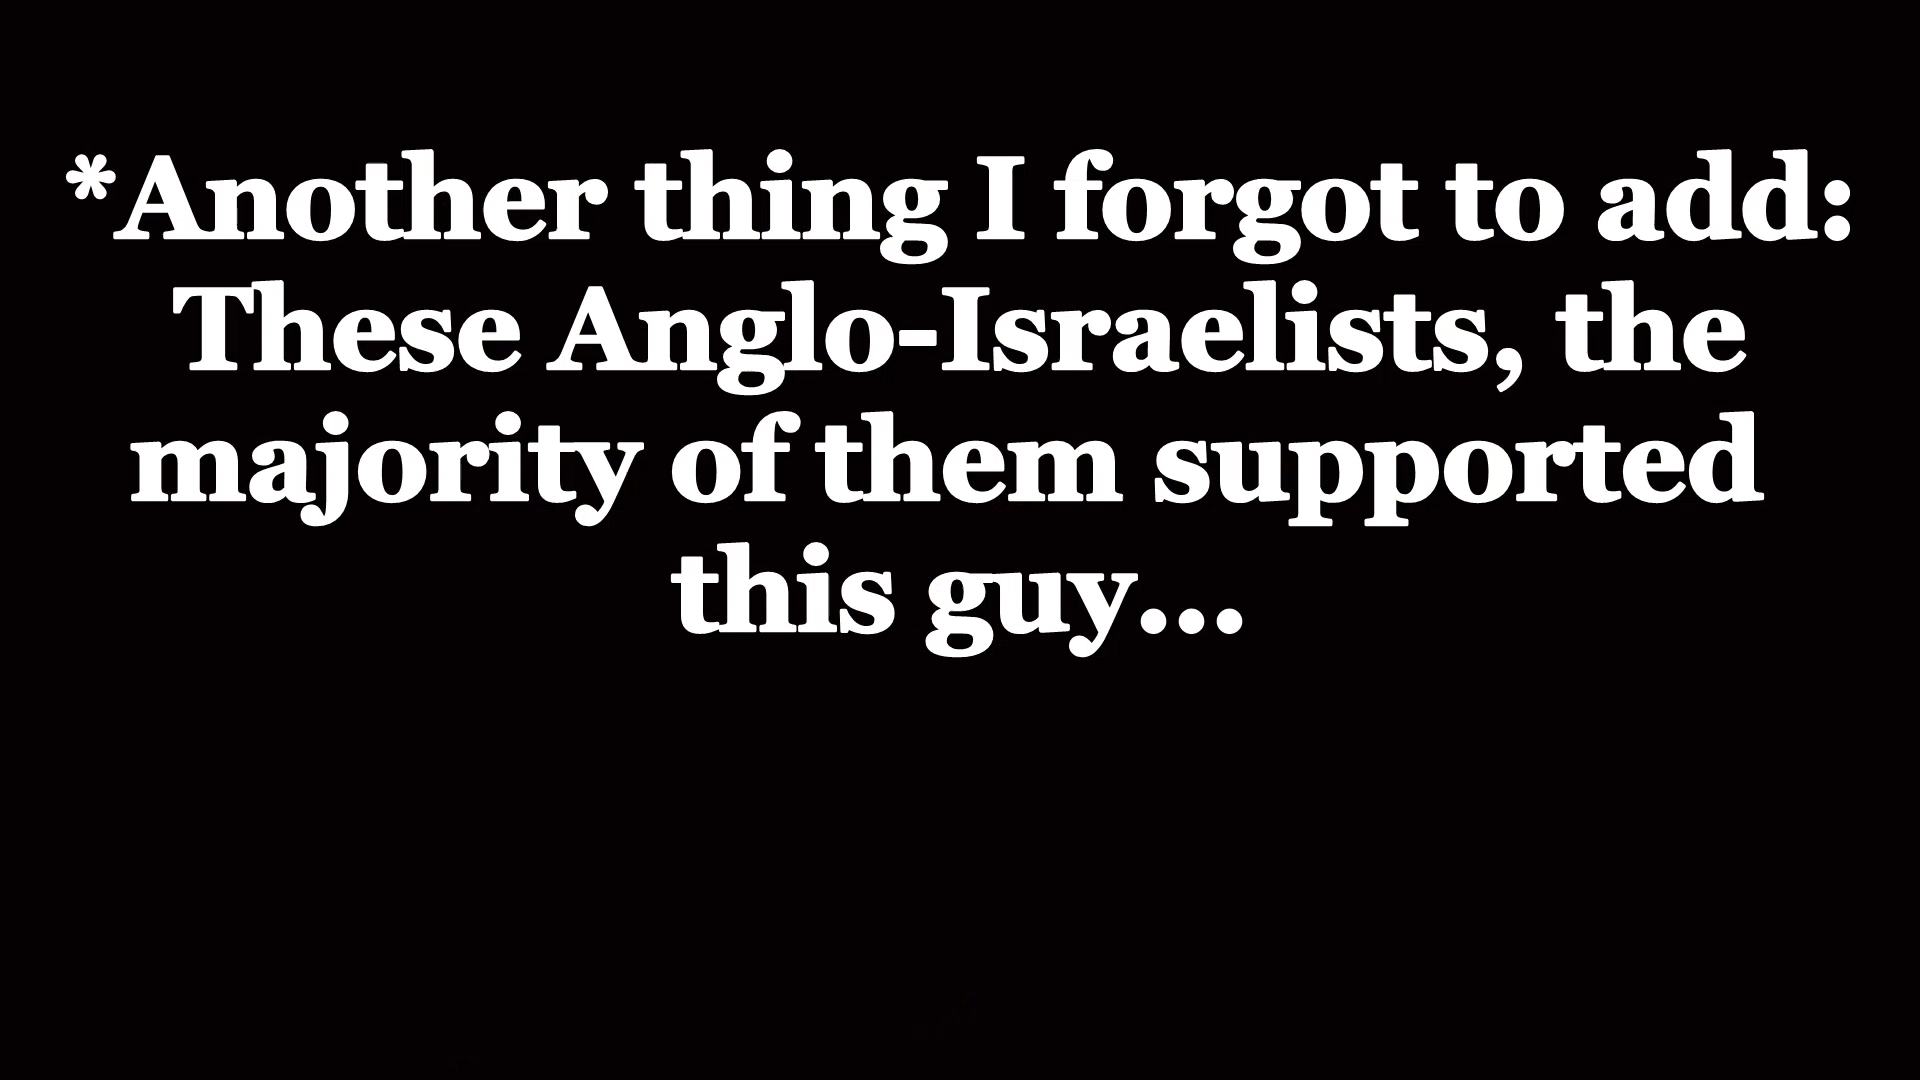 *Another thing I forgot to add:
These Anglo-Israelists, the
majority of them supported
this guy...